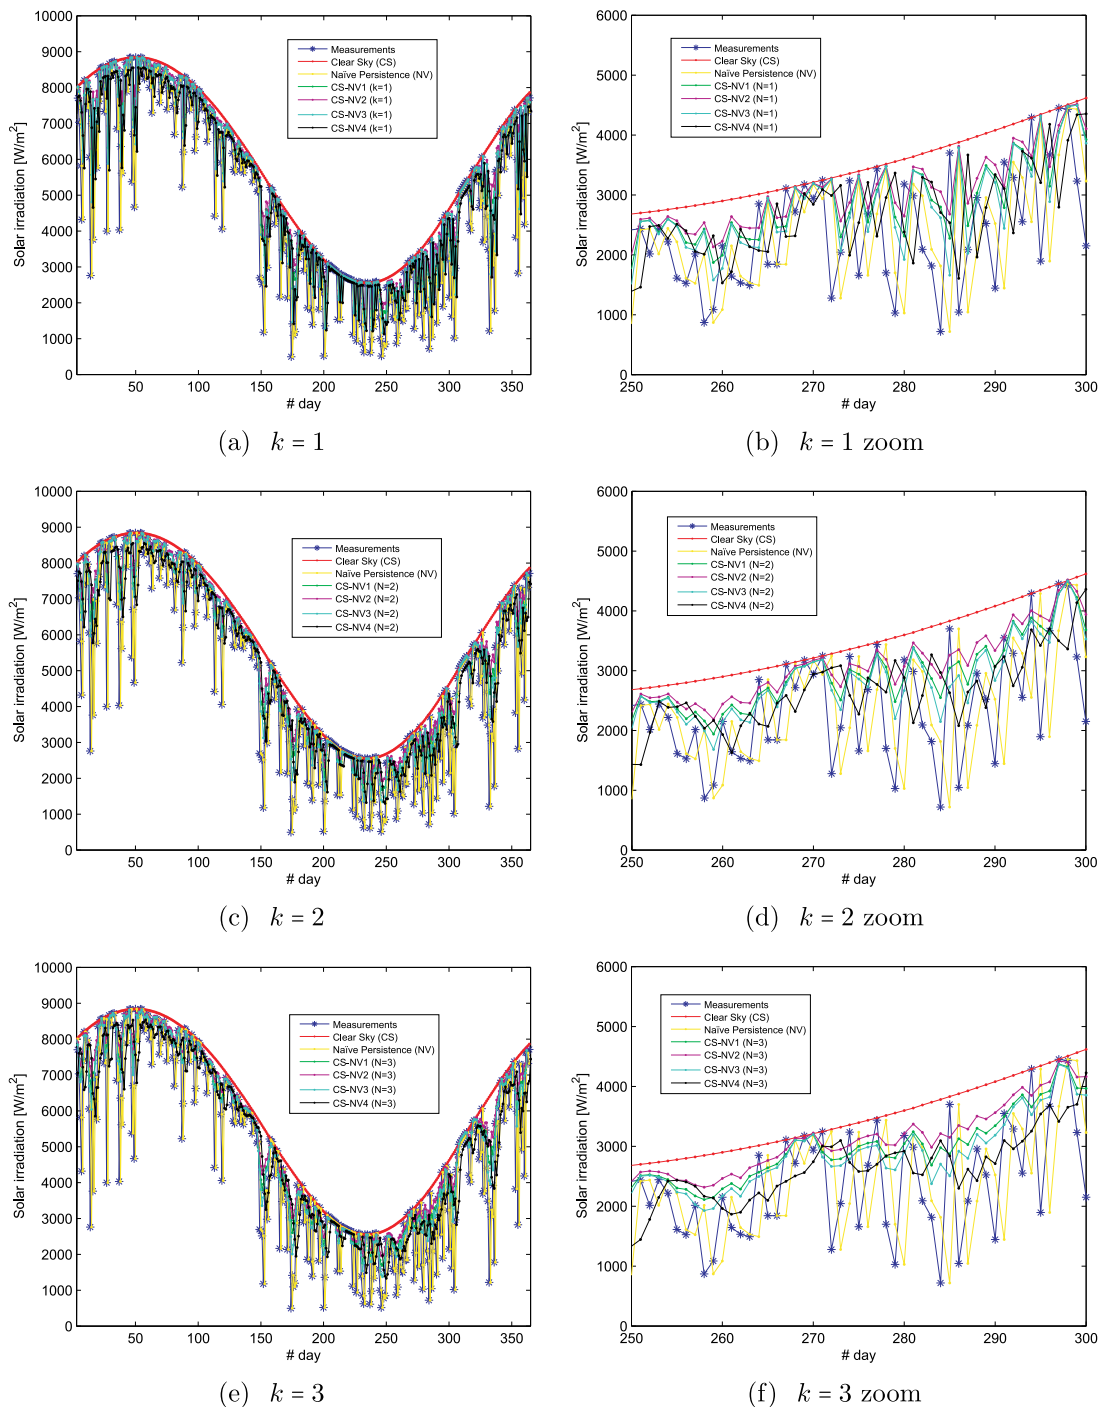 10000
9000
8000
7000
6000
5000
4000
3000
2000
1000
0
Solar irradiation [W/m²]
Measurements
Clear Sky (CS)
Naïve Persistence (NV)
CS-NV1 (k=1)
CS-NV2 (k=1)
CS-NV3 (k=1)
CS-NV4 (k=1)
50 100 150 200 250 300 350
# day
(a) k = 1
6000
5000
4000
3000
2000
1000
0
Solar irradiation [W/m²]
Measurements
Clear Sky (CS)
Naïve Persistence (NV)
CS-NV1 (N=1)
CS-NV2 (N=1)
CS-NV3 (N=1)
CS-NV4 (N=1)
250 260 270 280 290 300
# day
(b) k = 1 zoom
10000
9000
8000
7000
6000
5000
4000
3000
2000
1000
0
Solar irradiation [W/m²]
Measurements
Clear Sky (CS)
Naïve Persistence (NV)
CS-NV1 (N=2)
CS-NV2 (N=2)
CS-NV3 (N=2)
CS-NV4 (N=2)
50 100 150 200 250 300 350
# day
(c) k = 2
6000
5000
4000
3000
2000
1000
0
Solar irradiation [W/m²]
Measurements
Clear Sky (CS)
Naïve Persistence (NV)
CS-NV1 (N=2)
CS-NV2 (N=2)
CS-NV3 (N=2)
CS-NV4 (N=2)
250 260 270 280 290 300
# day
(d) k = 2 zoom
10000
9000
8000
7000
6000
5000
4000
3000
2000
1000
0
Solar irradiation [W/m²]
Measurements
Clear Sky (CS)
Naïve Persistence (NV)
CS-NV1 (N=3)
CS-NV2 (N=3)
CS-NV3 (N=3)
CS-NV4 (N=3)
50 100 150 200 250 300 350
# day
(e) k = 3
6000
5000
4000
3000
2000
1000
0
Solar irradiation [W/m²]
Measurements
Clear Sky (CS)
Naïve Persistence (NV)
CS-NV1 (N=3)
CS-NV2 (N=3)
CS-NV3 (N=3)
CS-NV4 (N=3)
250 260 270 280 290 300
# day
(f) k = 3 zoom